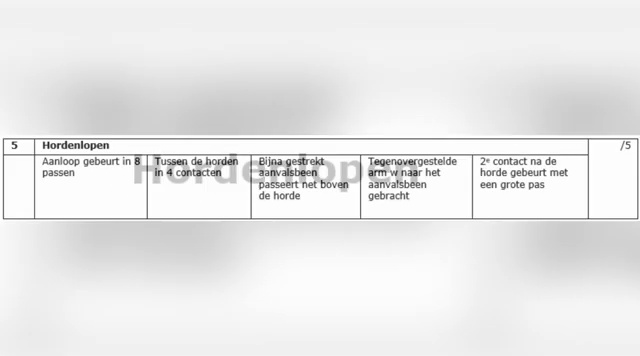 5 Hordenlopen /5
Aanloop gebeurt in 8
passen
Tussen de horden
in 4 contacten
Bijna gestrekt
aanvalsbeen
passeert net boven
de horde
Tegenovergestelde
arm w naar het
aanvalsbeen
gebracht
2e contact na de
horde gebeurt met
een grote pas
Hordenlopen